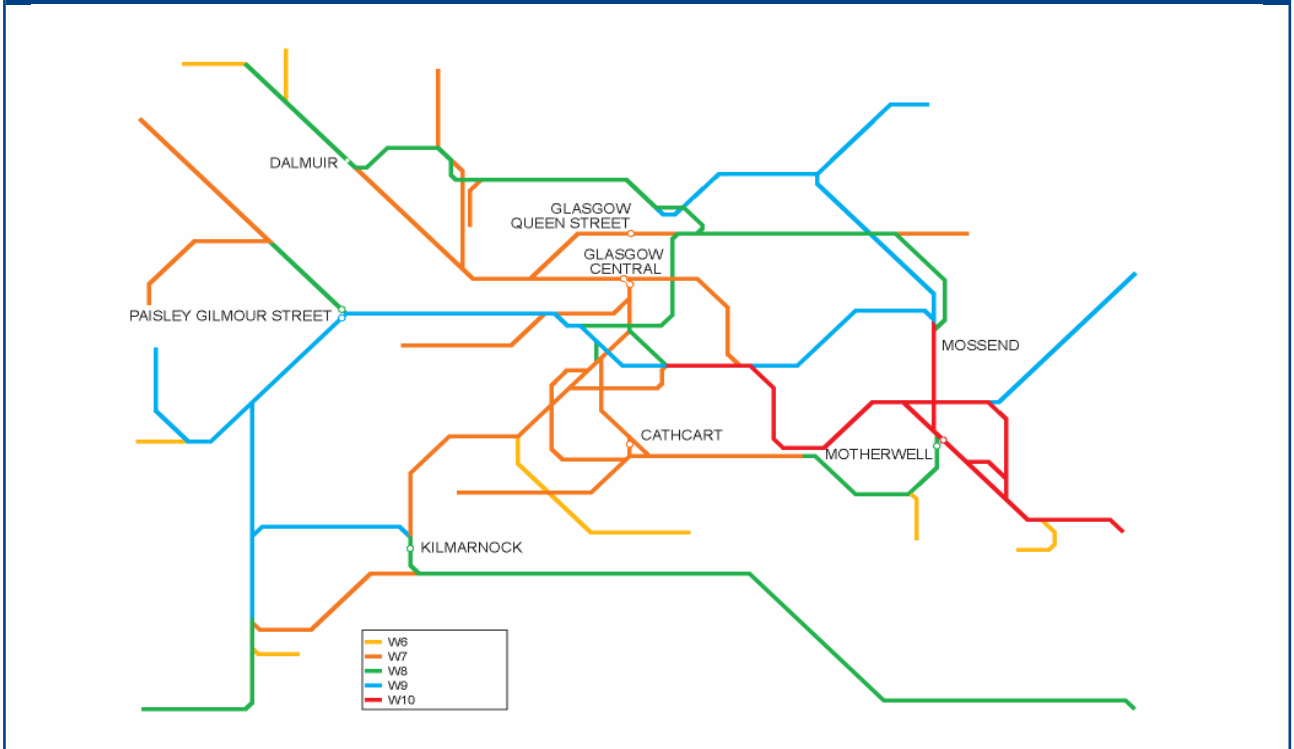 DALMUIR
GLASGOW
QUEEN STREET
GLASGOW
CENTRAL
PAISLEY GILMOUR STREET
MOSSEND
CATHCART
MOTHERWELL
KILMARNOCK
W6
W7
W8
W9
W10